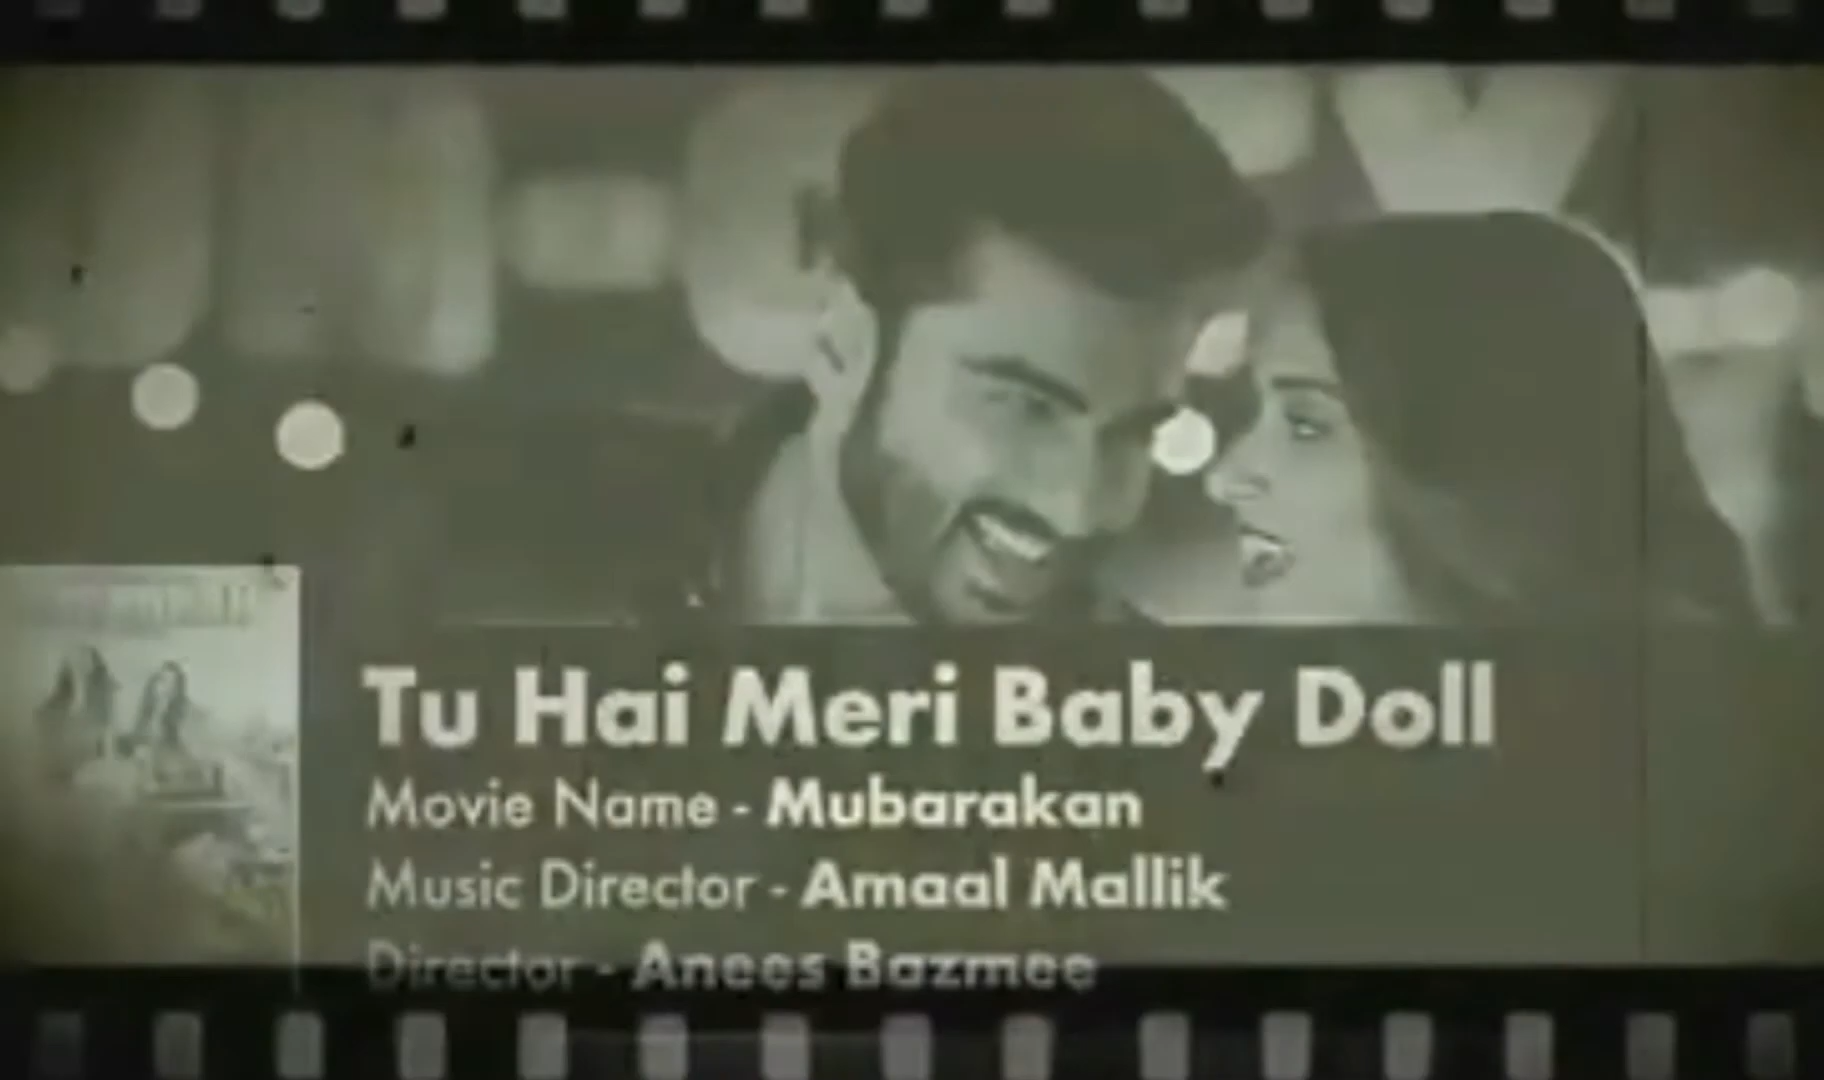 Tu Hai Meri Baby Doll
Movie Name - Mubarakan
Music Director - Amaal Mallik
Director - Anees Bazmee